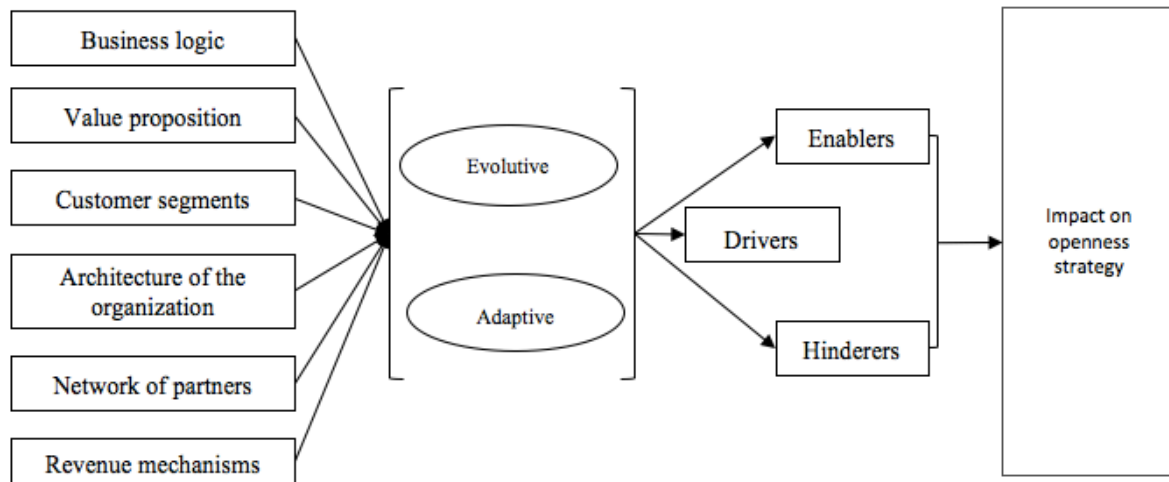 Business logic
Value proposition
Customer segments
Architecture of the
organization
Network of partners
Revenue mechanisms
Evolutive
Adaptive
Enablers
Drivers
Hinderers
Impact on
openness
strategy